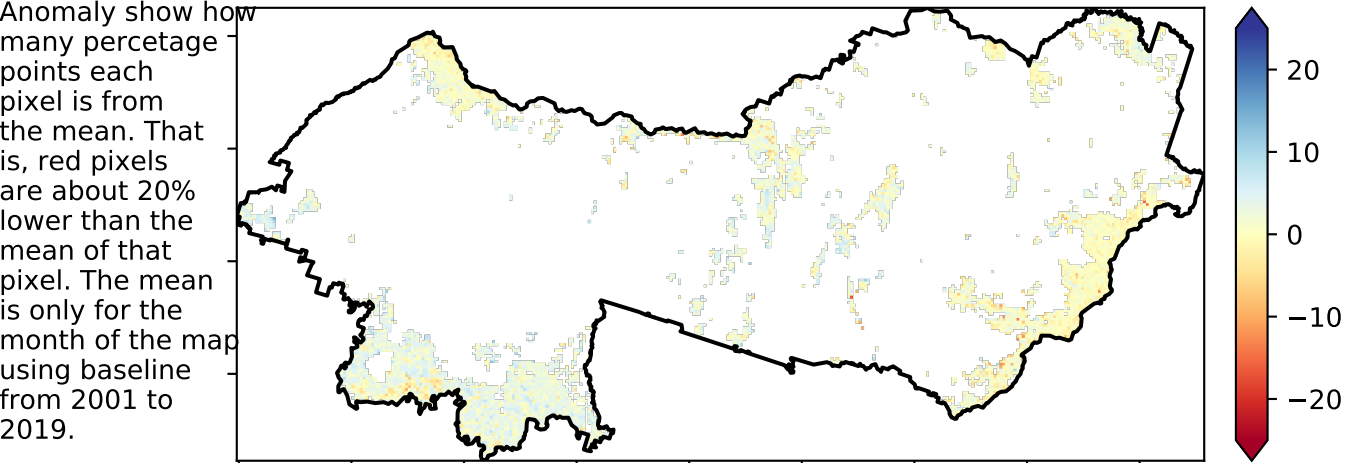 Anomaly show how
many percetage
points each
pixel is from
the mean. That
is, red pixels
are about 20%
lower than the
mean of that
pixel. The mean
is only for the
month of the map
using baseline
from 2001 to
2019.
20
10
0
−10
−20